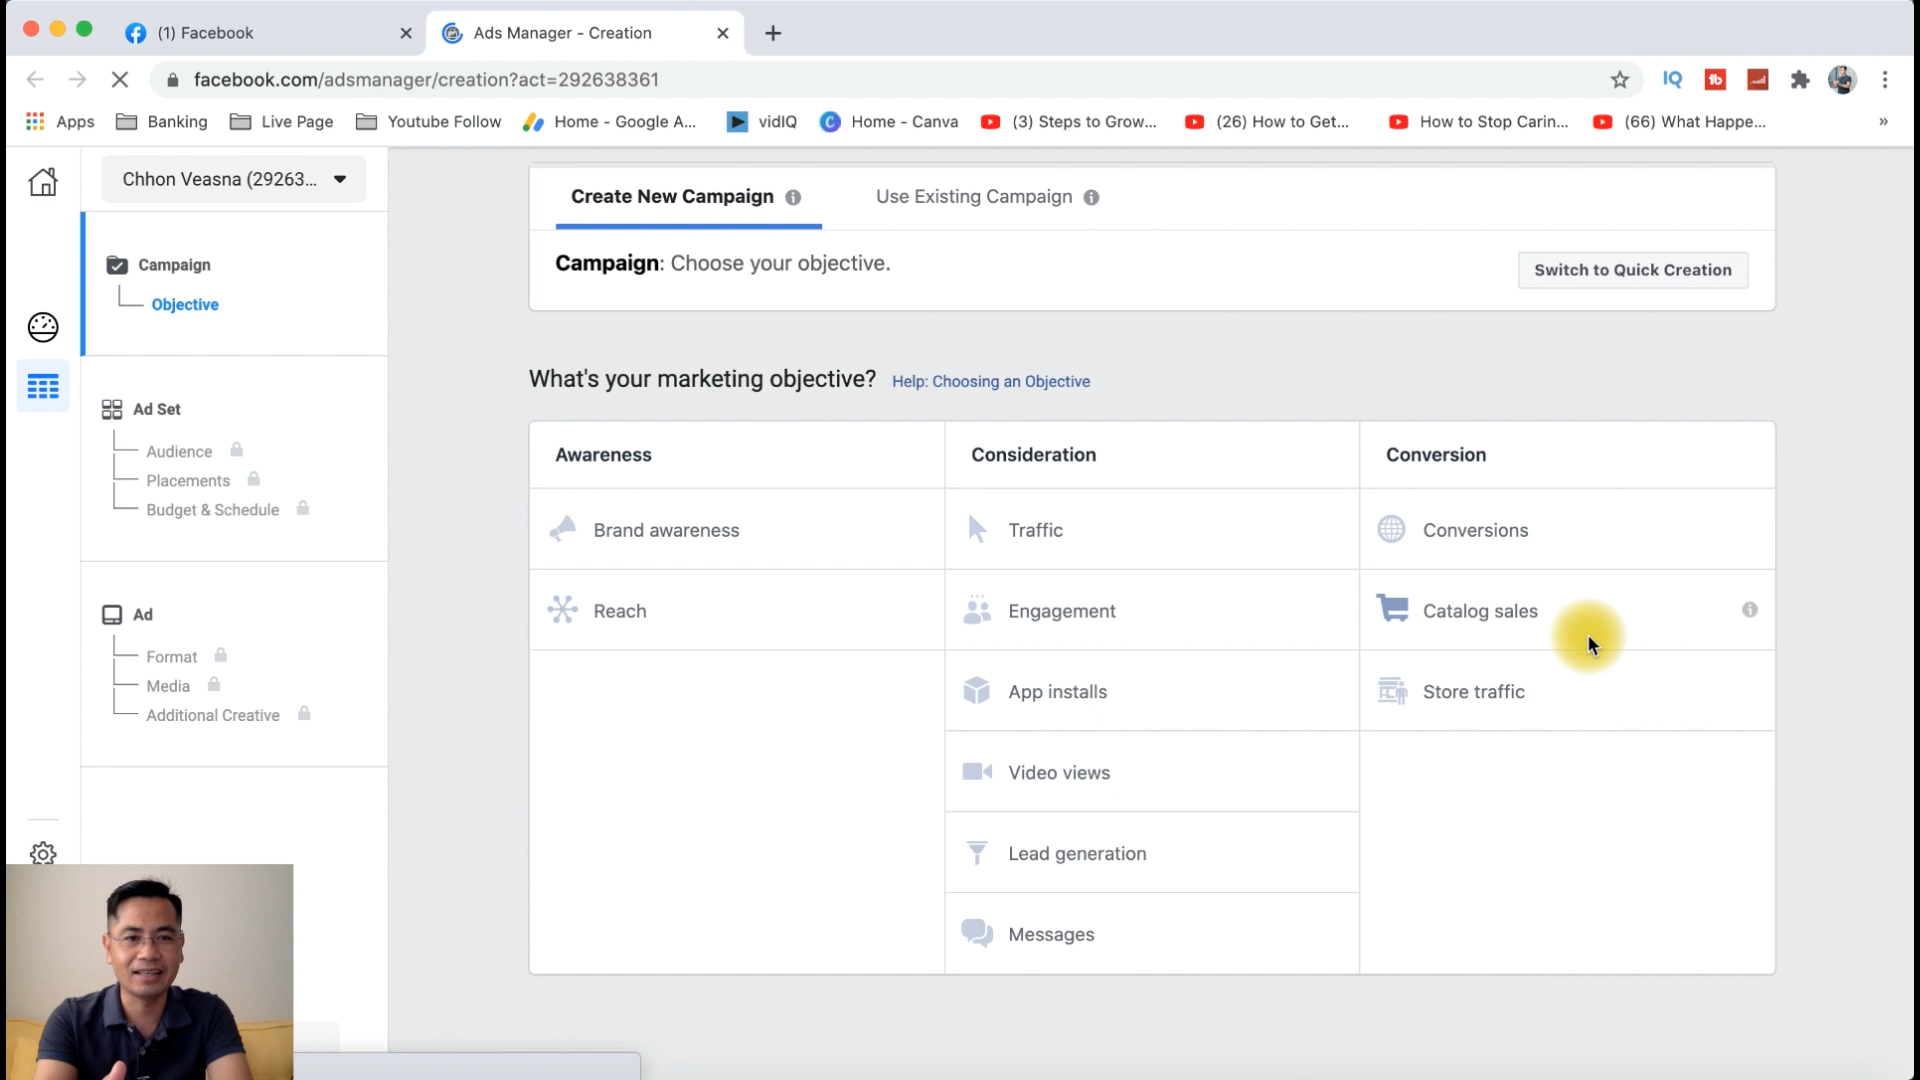 (1) Facebook
Ads Manager - Creation
facebook.com/adsmanager/creation?act=292638361
IQ
tb
Apps
Banking
Live Page
Youtube Follow
Home - Google A...
vidIQ
Home - Canva
(3) Steps to Grow...
(26) How to Get...
How to Stop Carin...
(66) What Happe...
»
Chhon Veasna (29263...
Create New Campaign
Use Existing Campaign
Campaign
Objective
Campaign: Choose your objective.
Switch to Quick Creation
What's your marketing objective? Help: Choosing an Objective
Ad Set
Audience
Placements
Budget & Schedule
Ad
Format
Media
Additional Creative
Awareness
Consideration
Conversion
Brand awareness
Traffic
Conversions
Reach
Engagement
Catalog sales
App installs
Store traffic
Video views
Lead generation
Messages